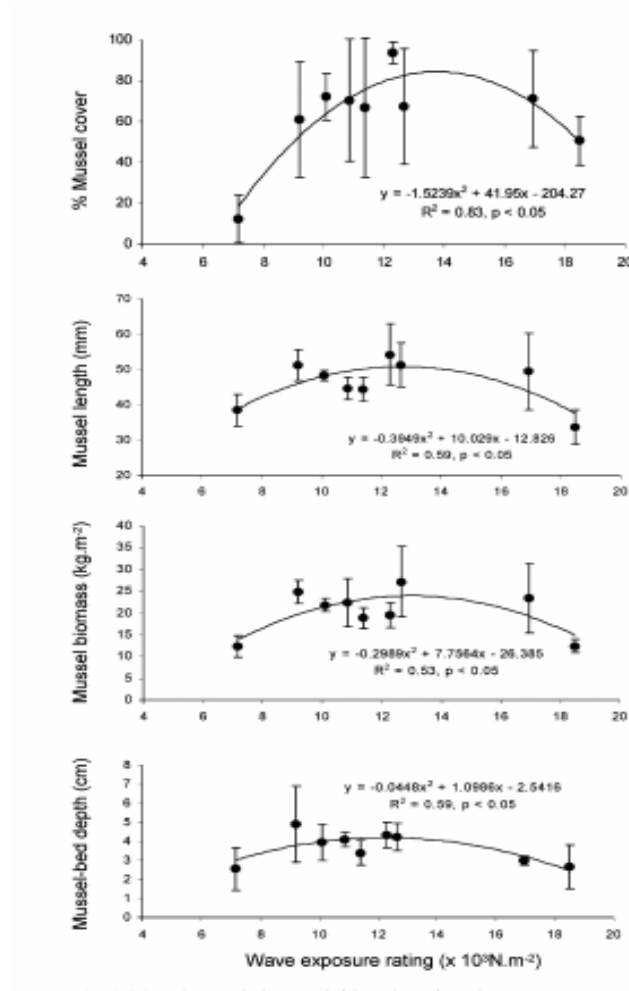 % Mussel cover
100
80
60
40
20
0
y = -1.5239x² + 41.95x - 204.27
R² = 0.83, p < 0.05
4 6 8 10 12 14 16 18 20
Mussel length (mm)
70
60
50
40
30
20
y = -0.3949x² + 10.029x - 12.826
R² = 0.59, p < 0.05
4 6 8 10 12 14 16 18 20
Mussel biomass (kg.m⁻²)
40
35
30
25
20
15
10
5
0
y = -0.2989x² + 7.7564x - 26.385
R² = 0.53, p < 0.05
4 6 8 10 12 14 16 18 20
Mussel-bed depth (cm)
8
7
6
5
4
3
2
1
0
y = -0.0448x² + 1.0986x - 2.5416
R² = 0.59, p < 0.05
4 6 8 10 12 14 16 18 20
Wave exposure rating (x 10³N.m⁻²)